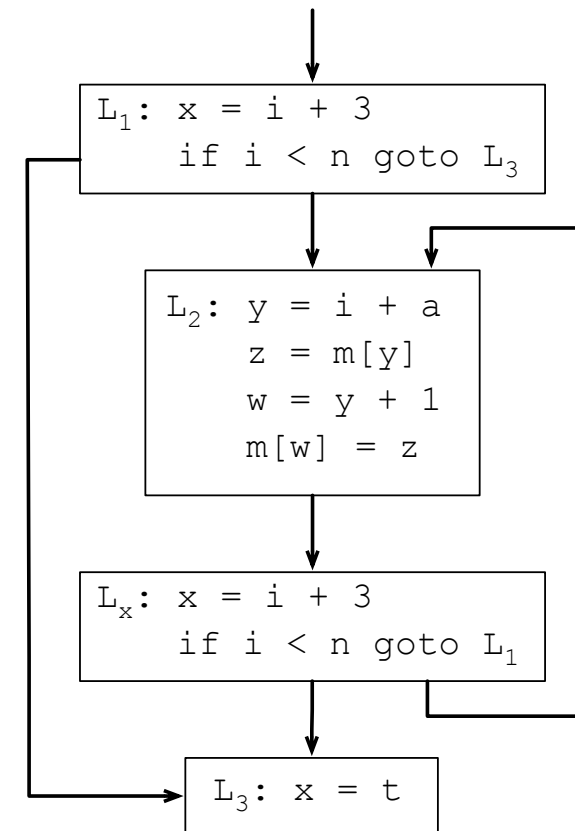 L₁: x = i + 3
if i < n goto L₃
L₂: y = i + a
z = m[y]
w = y + 1
m[w] = z
Lₓ: x = i + 3
if i < n goto L₁
L₃: x = t